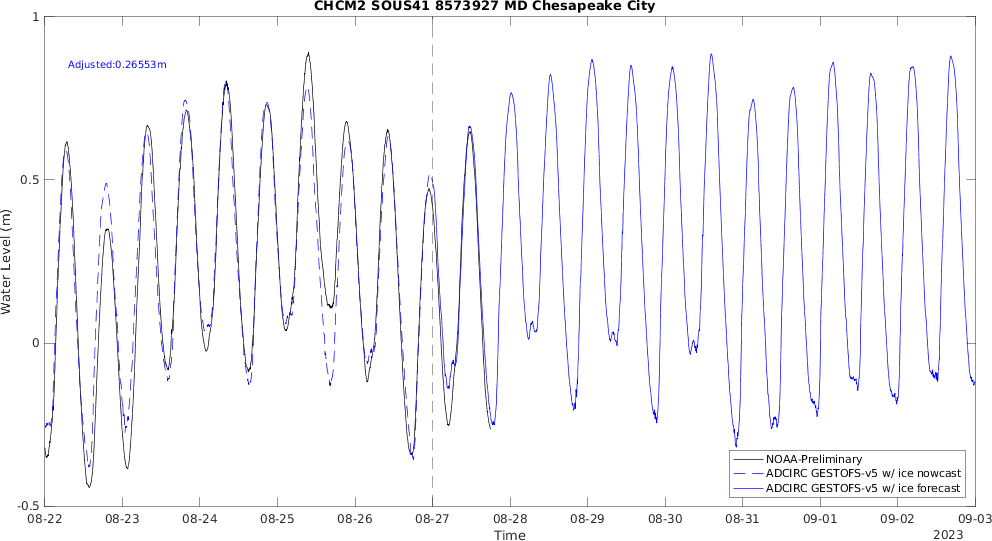 CHCM2 SOUS41 8573927 MD Chesapeake City
1
Adjusted:0.26553m
0.5
Water Level (m)
0
NOAA-Preliminary
ADCIRC GESTOFS-v5 w/ ice nowcast
ADCIRC GESTOFS-v5 w/ ice forecast
-0.5
08-22 08-23 08-24 08-25 08-26 08-27 08-28 08-29 08-30 08-31 09-01 09-02 09-03
Time
2023